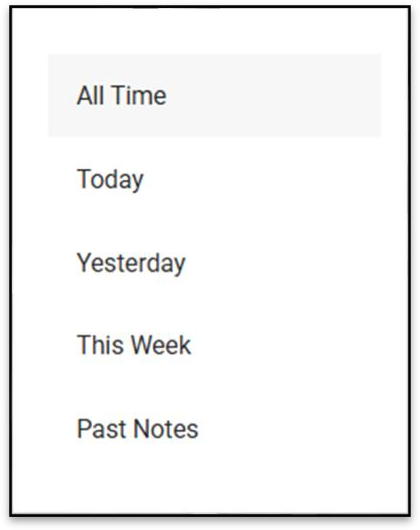 All Time
Today
Yesterday
This Week
Past Notes